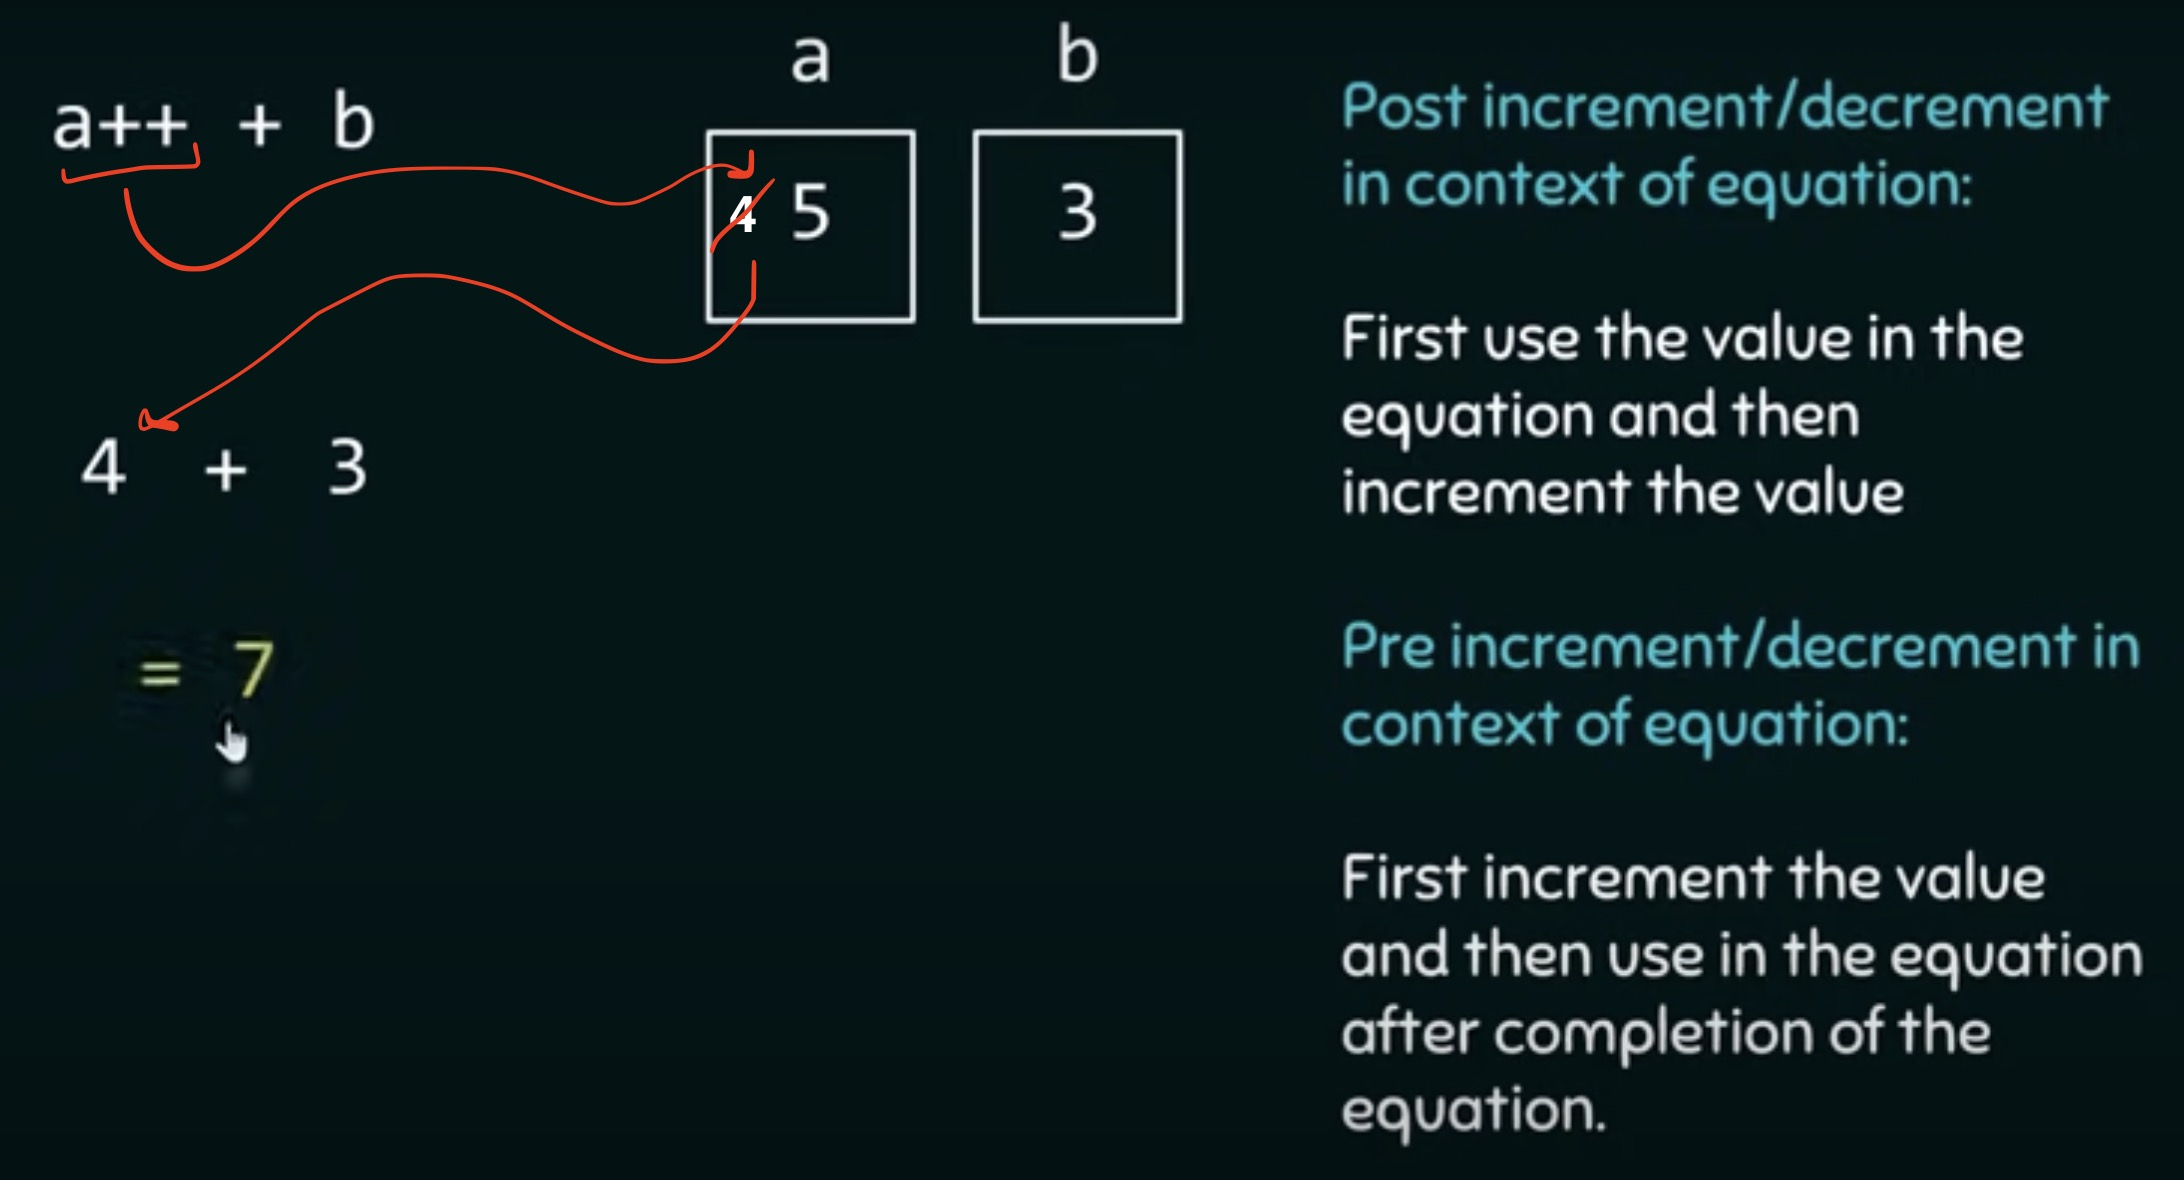 a++ + b
a
b
4 5
3
4 + 3
= 7
Post increment/decrement
in context of equation:
First use the value in the
equation and then
increment the value
Pre increment/decrement in
context of equation:
First increment the value
and then use in the equation
after completion of the
equation.